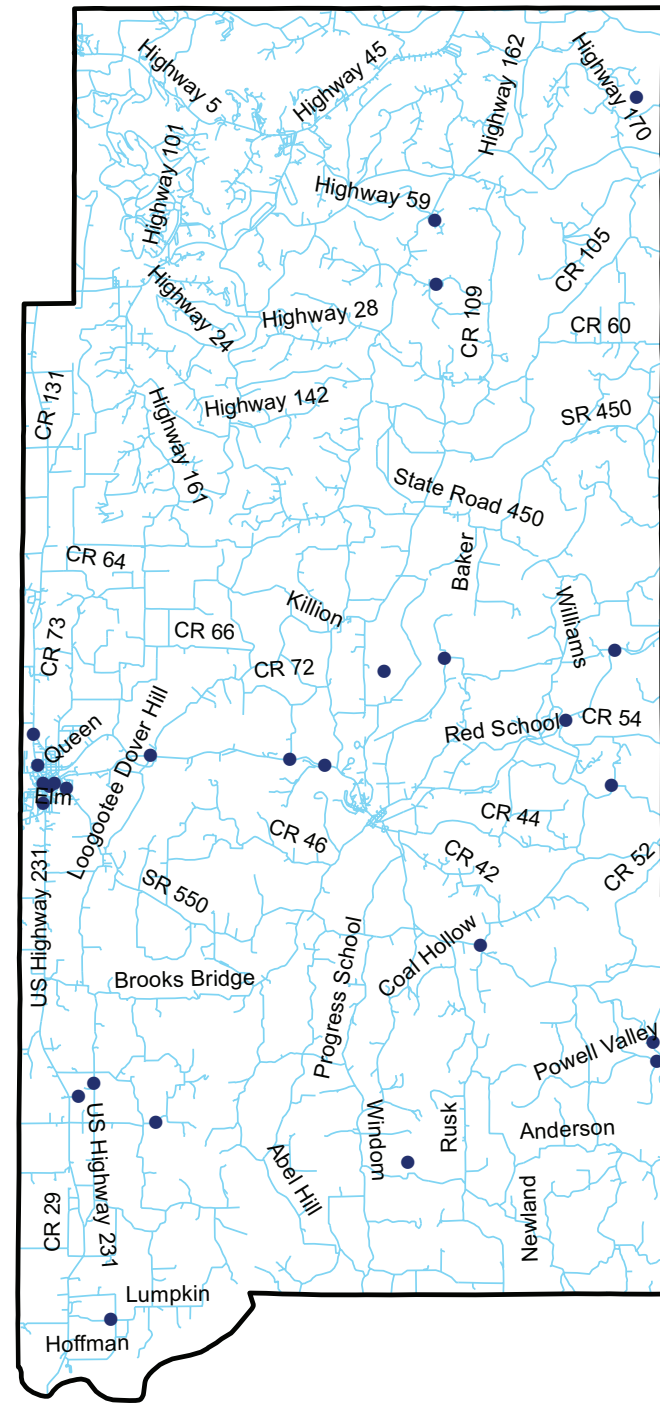 Highway 5
Highway 45
Highway 162
Highway 170
Highway 101
Highway 59
CR 105
Highway 24
Highway 28
CR 109
CR 60
CR 131
Highway 142
Highway 161
SR 450
State Road 450
CR 64
Baker
Killion
Williams
CR 73
CR 66
CR 72
Queen
Loogootee Dover Hill
Red School
CR 54
Elm
CR 46
CR 44
CR 42
CR 52
SR 550
US Highway 231
Brooks Bridge
Progress School
Coal Hollow
Powell Valley
US Highway 231
Windom
Rusk
Anderson
Abel Hill
CR 29
Newland
Lumpkin
Hoffman